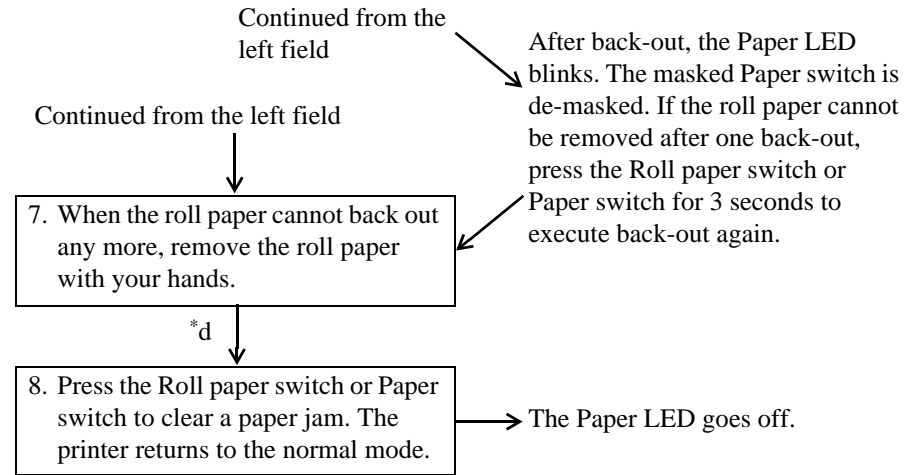 Continued from the
left field
After back-out, the Paper LED
blinks. The masked Paper switch is
de-masked. If the roll paper cannot
be removed after one back-out,
press the Roll paper switch or
Paper switch for 3 seconds to
execute back-out again.
Continued from the left field
7. When the roll paper cannot back out
any more, remove the roll paper
with your hands.
*d
8. Press the Roll paper switch or Paper
switch to clear a paper jam. The
printer returns to the normal mode.
The Paper LED goes off.